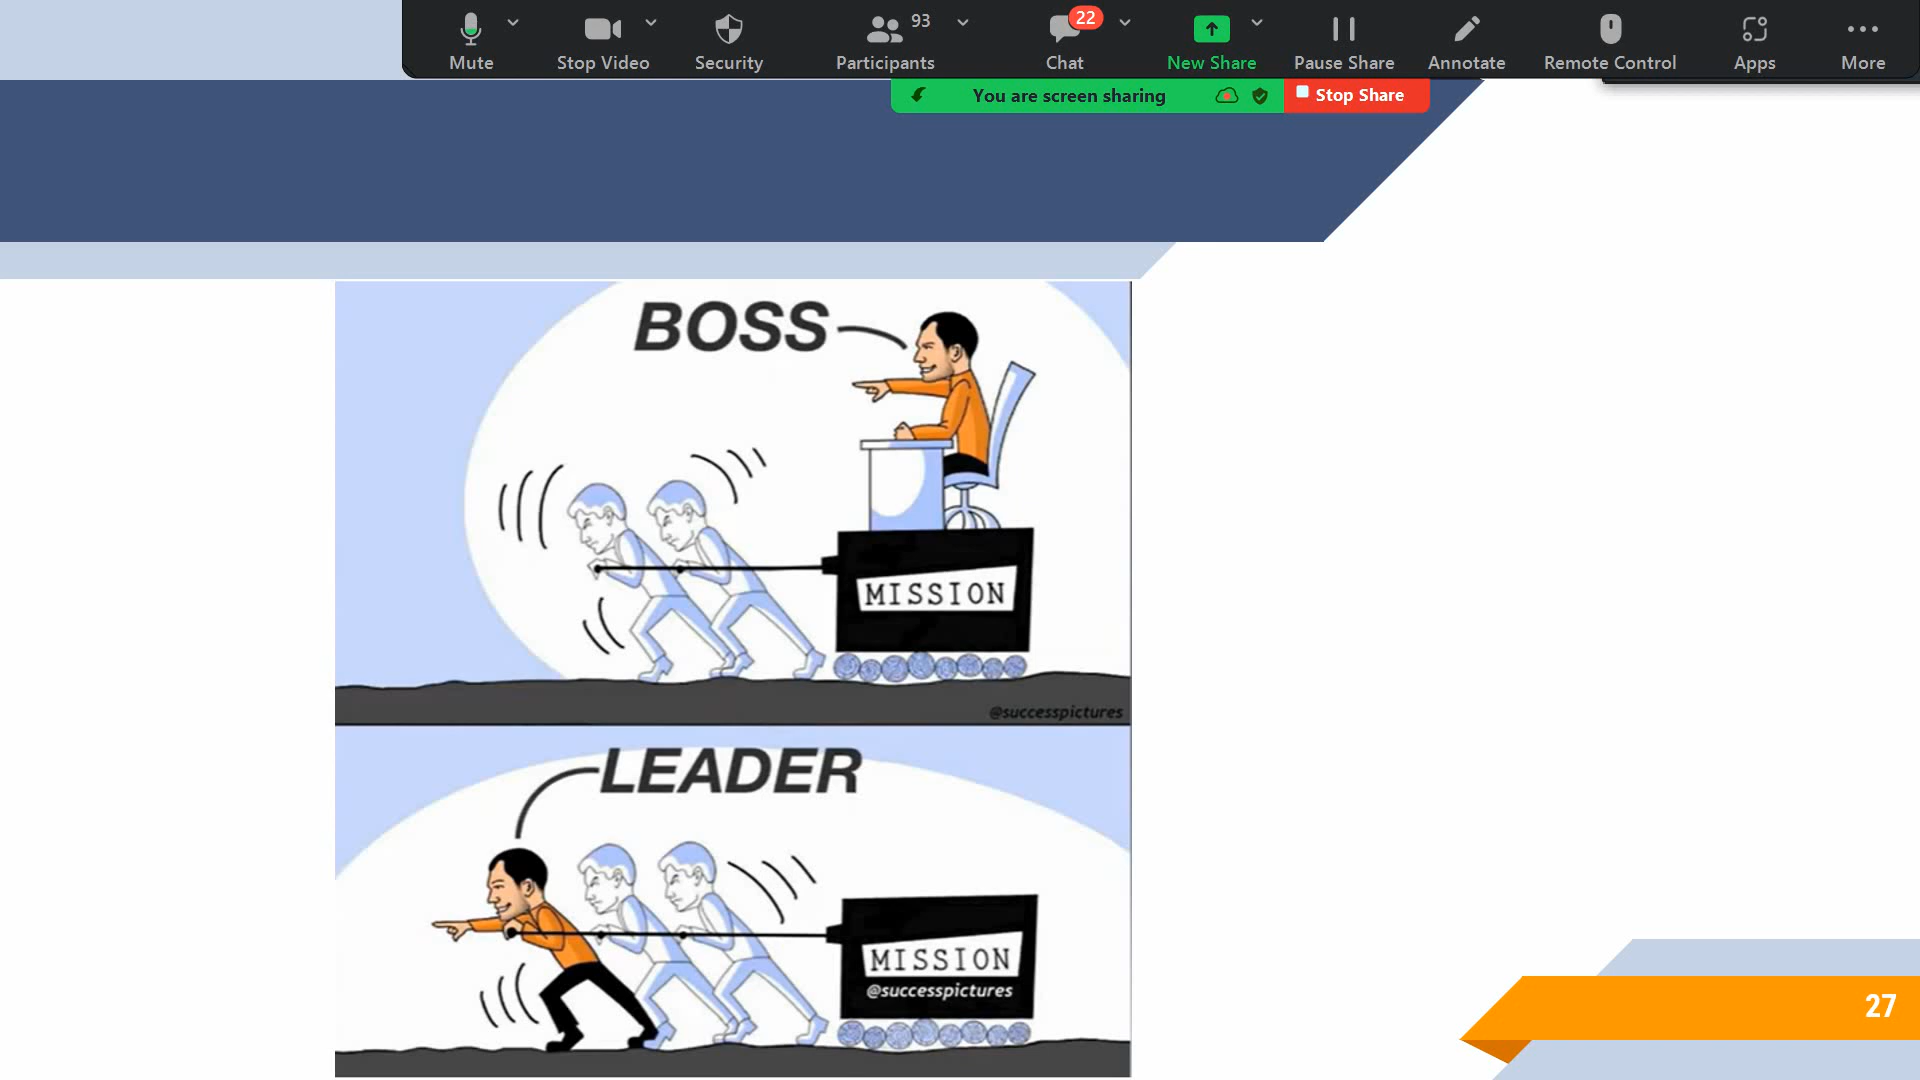 93
22
Mute
Stop Video
Security
Participants
Chat
New Share
Pause Share
Annotate
Remote Control
Apps
More
You are screen sharing
Stop Share
BOSS
MISSION
@successpictures
LEADER
MISSION
@successpictures
27